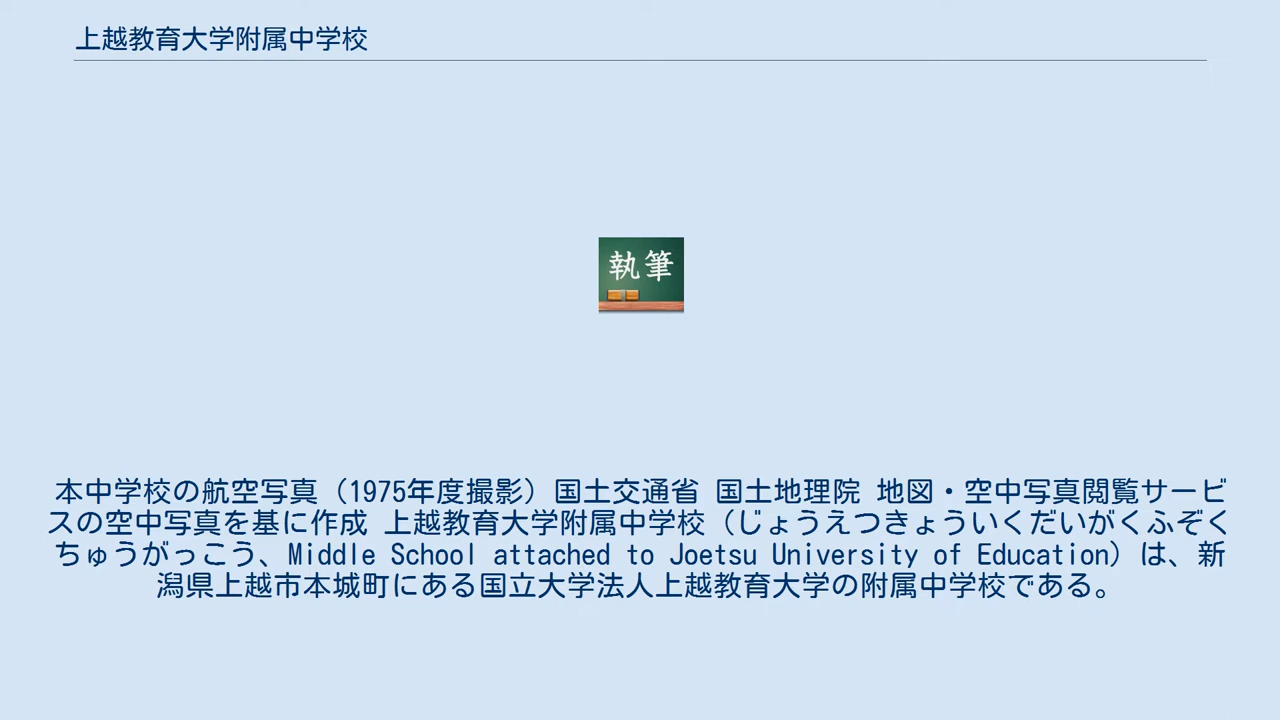 上越教育大学附属中学校
執筆
本中学校の航空写真（1975年度撮影）国土交通省 国土地理院 地図・空中写真閲覧サービ
スの空中写真を基に作成 上越教育大学附属中学校（じょうえつきょういくだいがくふぞく
ちゅうがっこう、Middle School attached to Joetsu University of Education）は、新
潟県上越市本城町にある国立大学法人上越教育大学の附属中学校である。